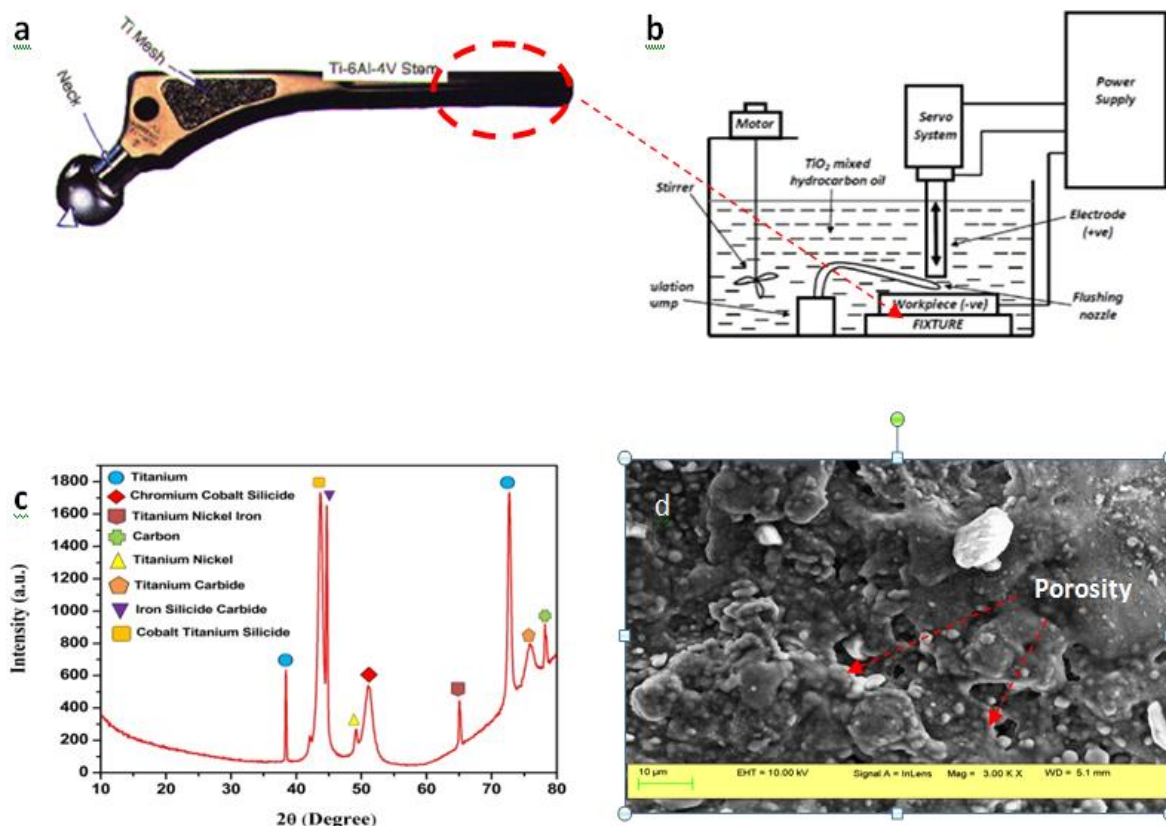 a
Ti Mesh
Ti-6Al-4V Stem
Neck
b
Motor
Servo
System
Power
Supply
TiO₂ mixed
hydrocarbon oil
Stirrer
Electrode
(+ve)
ulation
ump
Workpiece (-ve)
Flushing
nozzle
FIXTURE
c
Titanium
Chromium Cobalt Silicide
Titanium Nickel Iron
Carbon
Titanium Nickel
Titanium Carbide
Iron Silicide Carbide
Cobalt Titanium Silicide
Intensity (a.u.)
1800
1600
1400
1200
1000
800
600
400
200
0
10 20 30 40 50 60 70 80
2θ (Degree)
d
Porosity
10 µm
EHT = 10.00 kV Signal A = InLens Mag = 3.00 K X WD = 5.1 mm